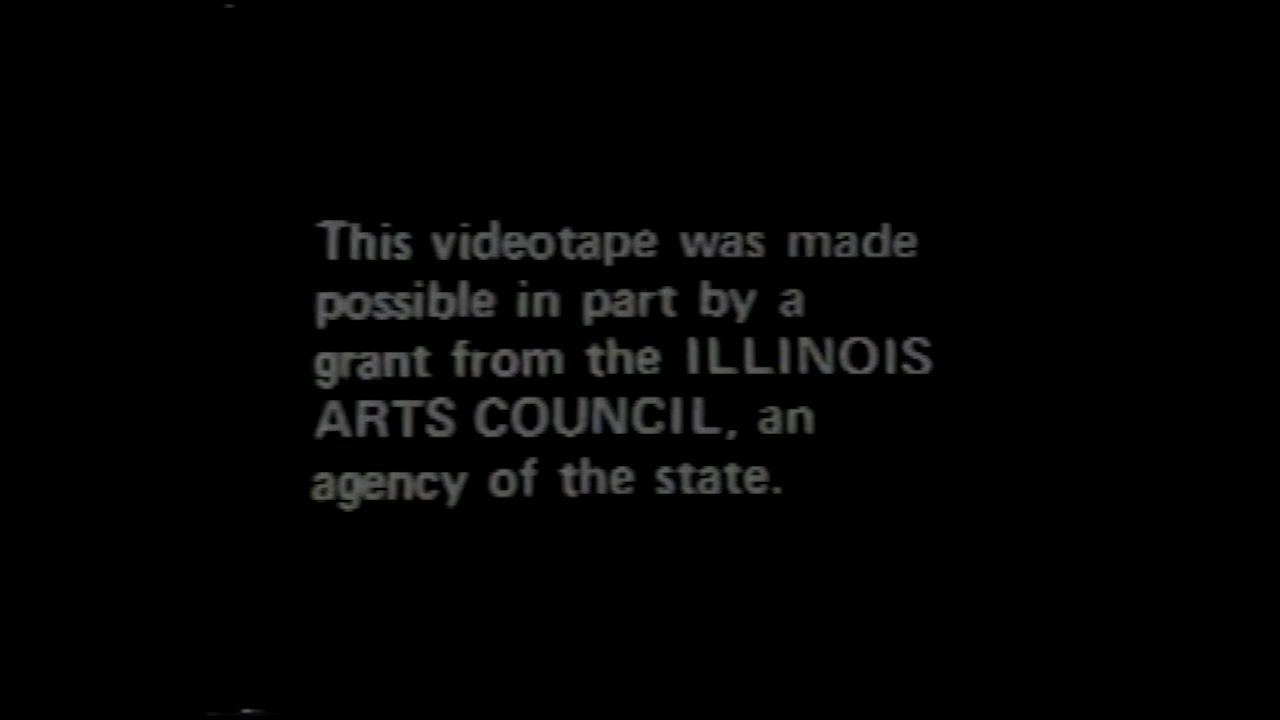 This videotape was made
possible in part by a
grant from the ILLINOIS
ARTS COUNCIL, an
agency of the state.